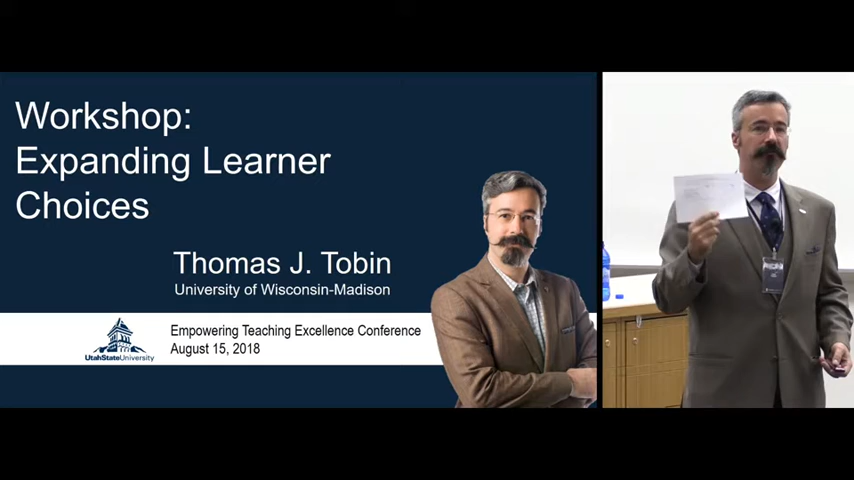 Workshop:
Expanding Learner
Choices
Thomas J. Tobin
University of Wisconsin-Madison
Empowering Teaching Excellence Conference
August 15, 2018
UtahStateUniversity